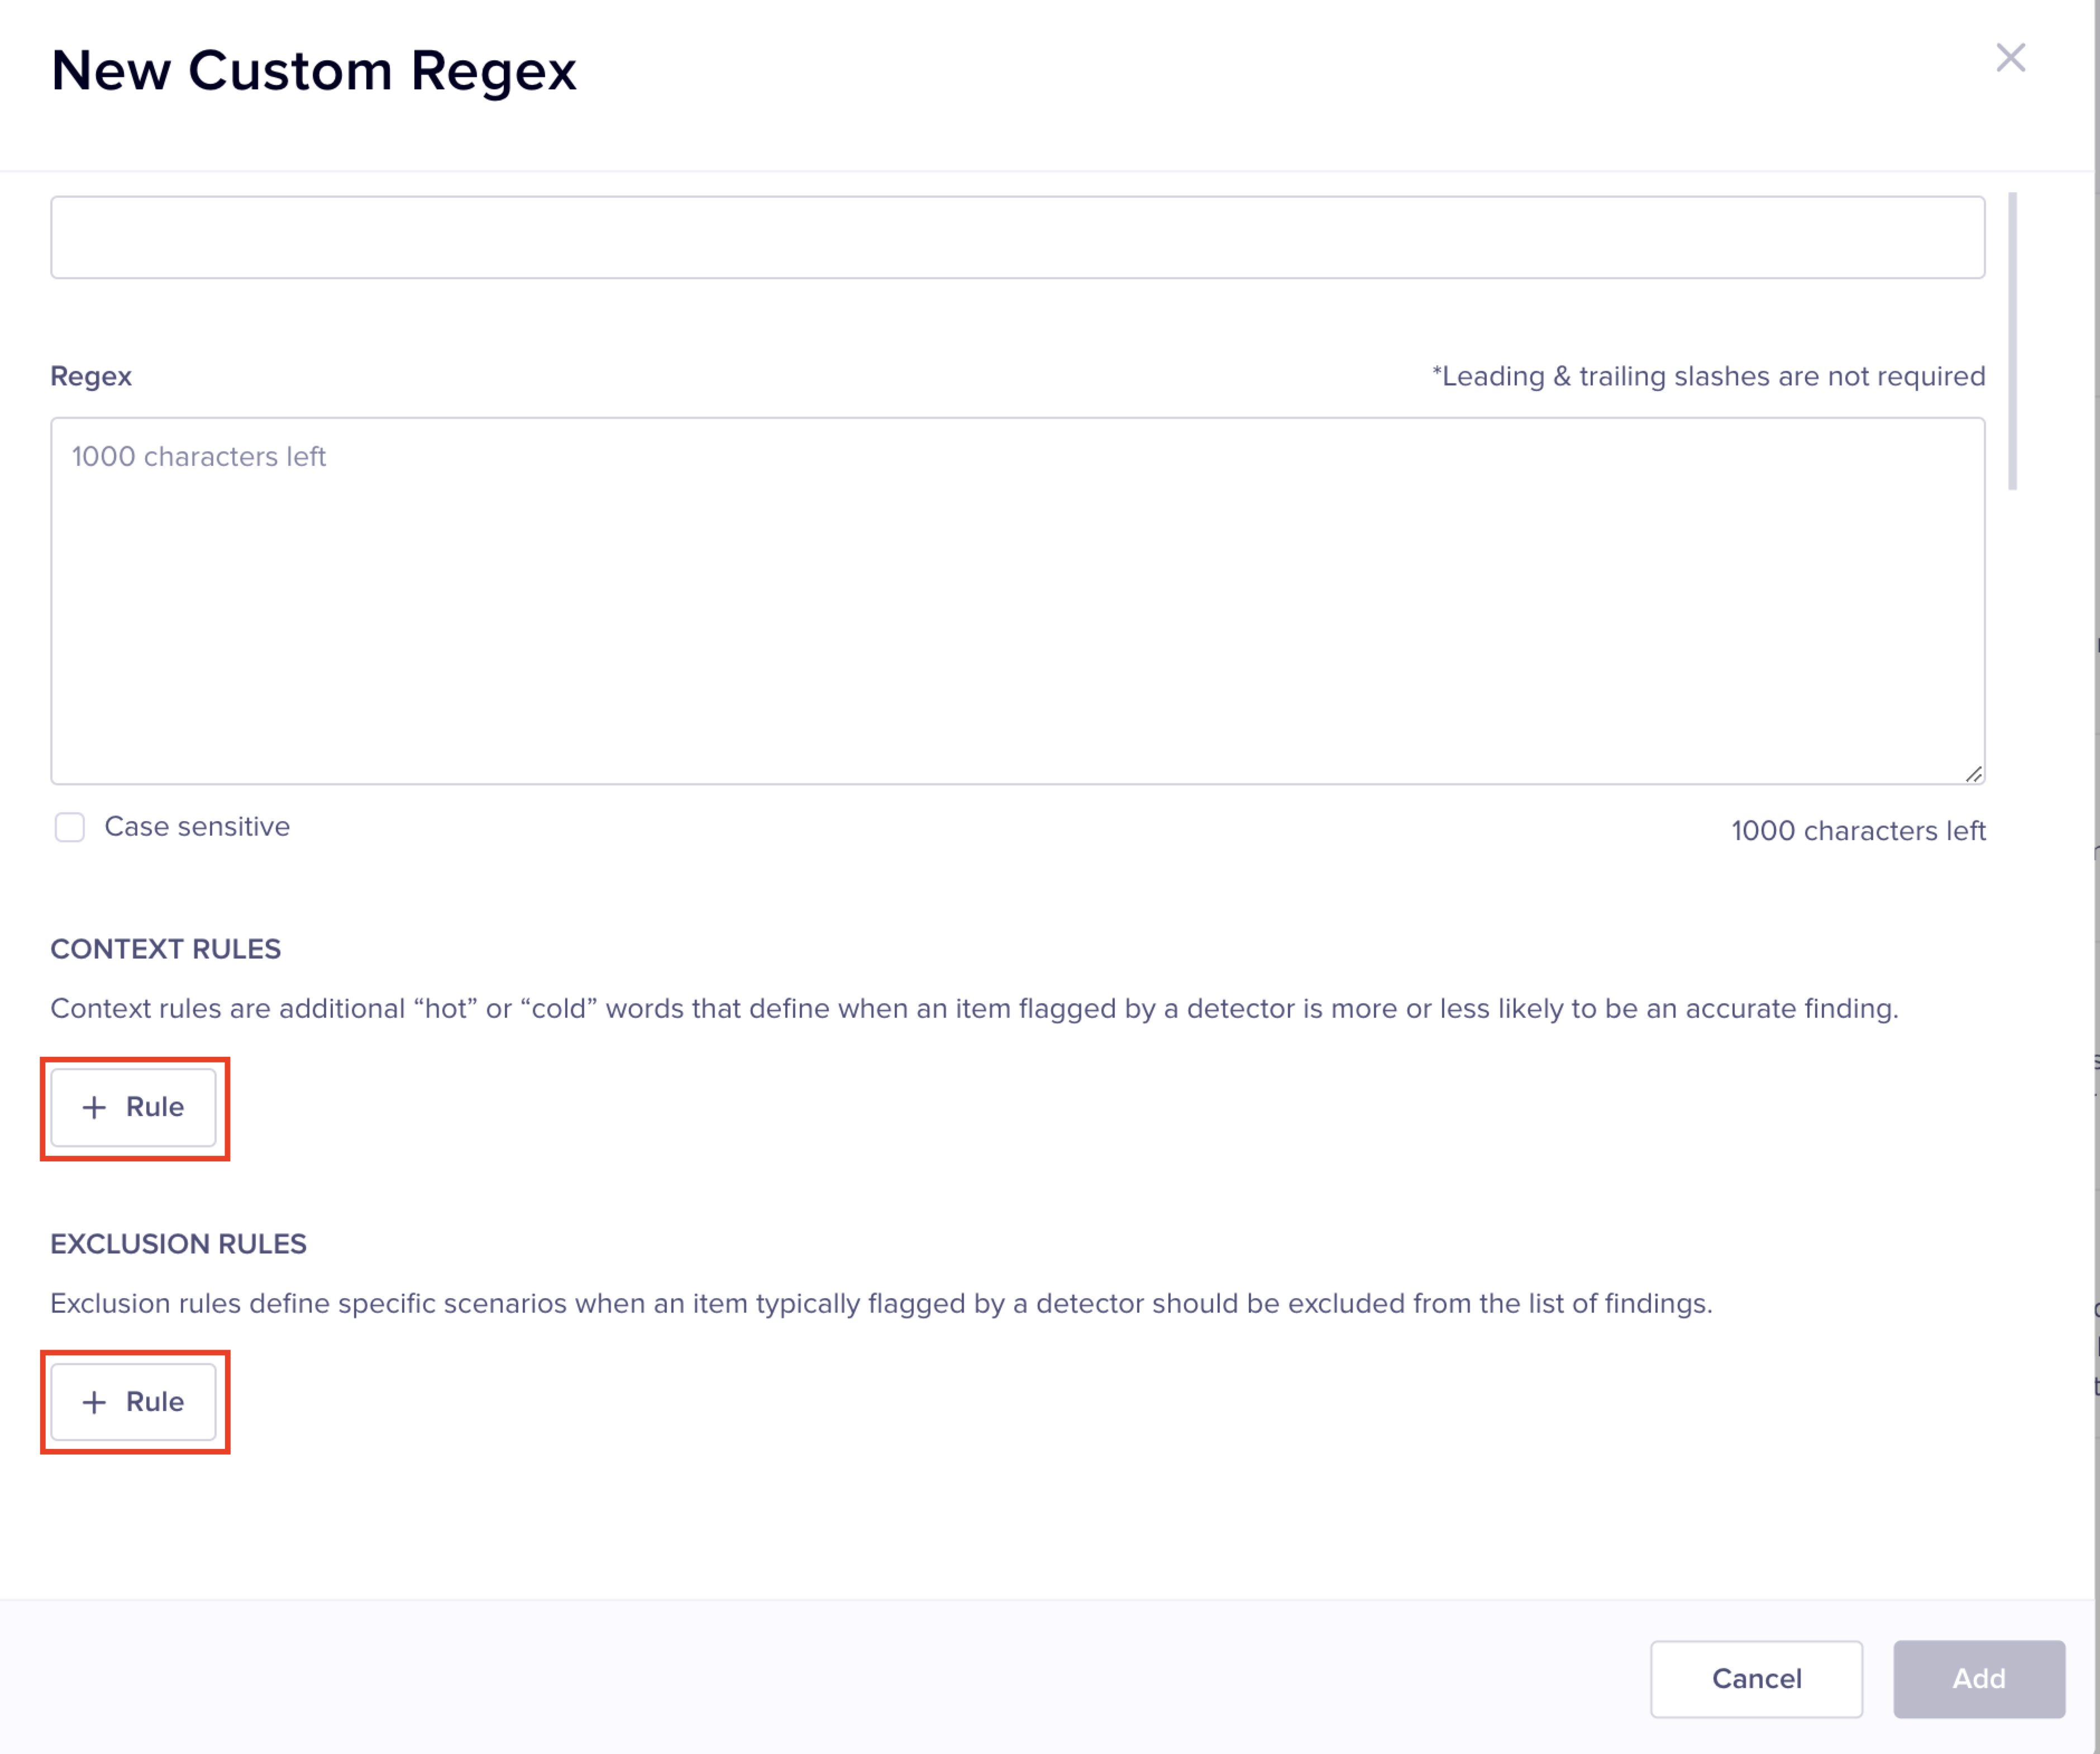 New Custom Regex
Regex
*Leading & trailing slashes are not required
1000 characters left
Case sensitive
1000 characters left
CONTEXT RULES
Context rules are additional “hot” or “cold” words that define when an item flagged by a detector is more or less likely to be an accurate finding.
+ Rule
EXCLUSION RULES
Exclusion rules define specific scenarios when an item typically flagged by a detector should be excluded from the list of findings.
+ Rule
Cancel
Add